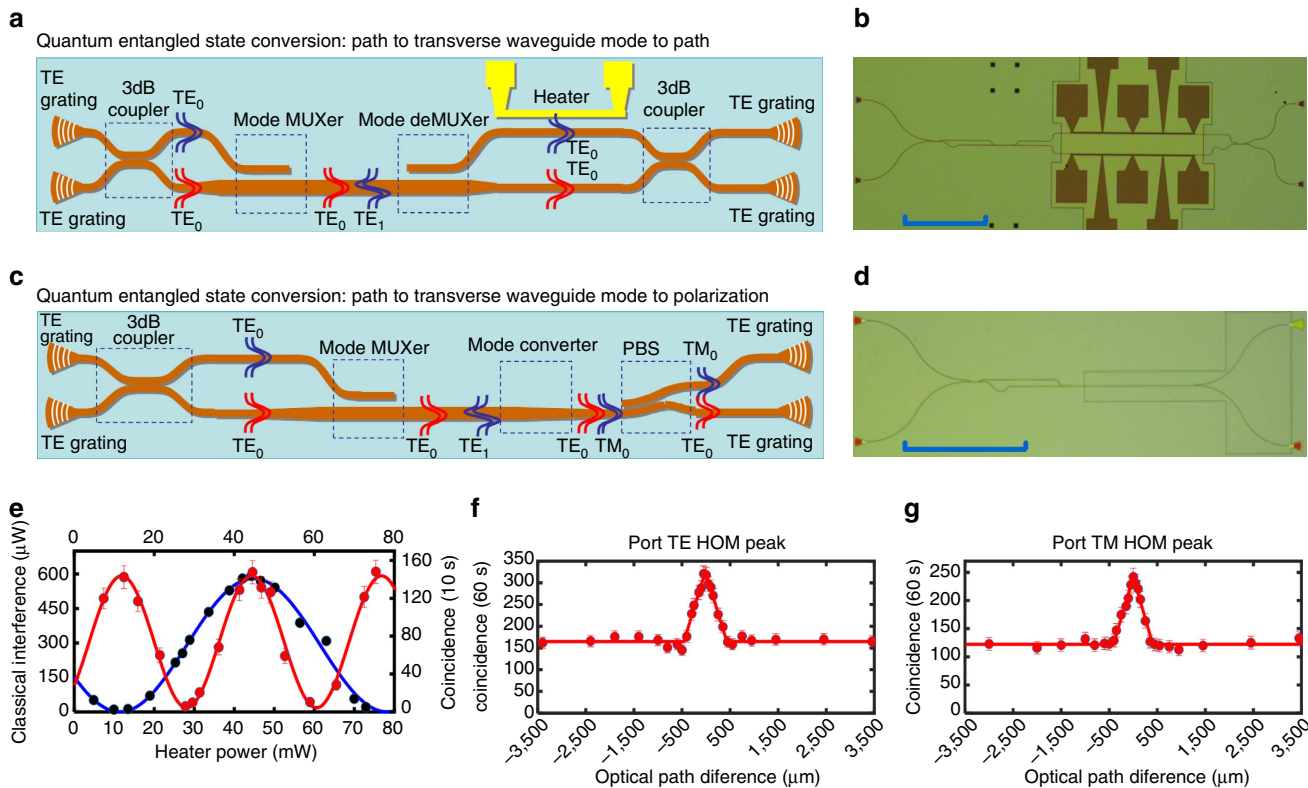 a
Quantum entangled state conversion: path to transverse waveguide mode to path
TE
grating
3dB
coupler
TE0
Mode MUXer
Mode deMUXer
Heater
3dB
coupler
TE grating
TE0
TE0
TE grating
TE0
TE0
TE1
TE grating
b
c
Quantum entangled state conversion: path to transverse waveguide mode to polarization
TE
grating
3dB
coupler
TE0
Mode MUXer
Mode converter
PBS
TM0
TE grating
TE grating
TE0
TE0
TE1
TE0
TM0
TE0
TE grating
d
e
0 20 40 60 80
Classical interference (μW)
600
450
300
150
0
160
120
80
40
0
Coincidence (10 s)
0 10 20 30 40 50 60 70 80
Heater power (mW)
f
Port TE HOM peak
coincidence (60 s)
350
300
250
200
150
100
50
0
–3,500 –2,500 –1,500 –500 500 1,500 2,500 3,500
Optical path diference (μm)
g
Port TM HOM peak
Coincidence (60 s)
250
200
150
100
50
0
–3,500 –2,500 –1,500 –500 500 1,500 2,500 3,500
Optical path diference (μm)